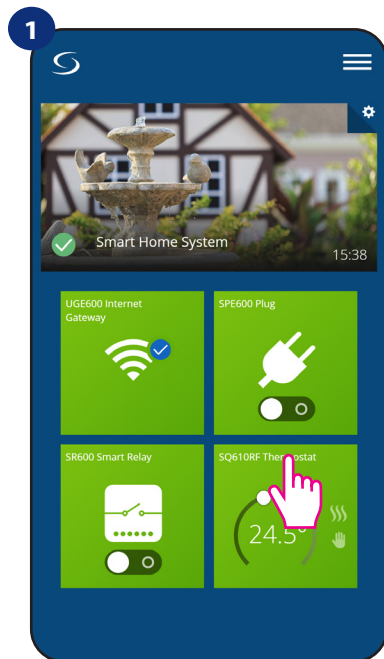 1
Smart Home System
15:38
UGE600 Internet
Gateway
SPE600 Plug
SR600 Smart Relay
SQ610RF Thermostat
24.5°